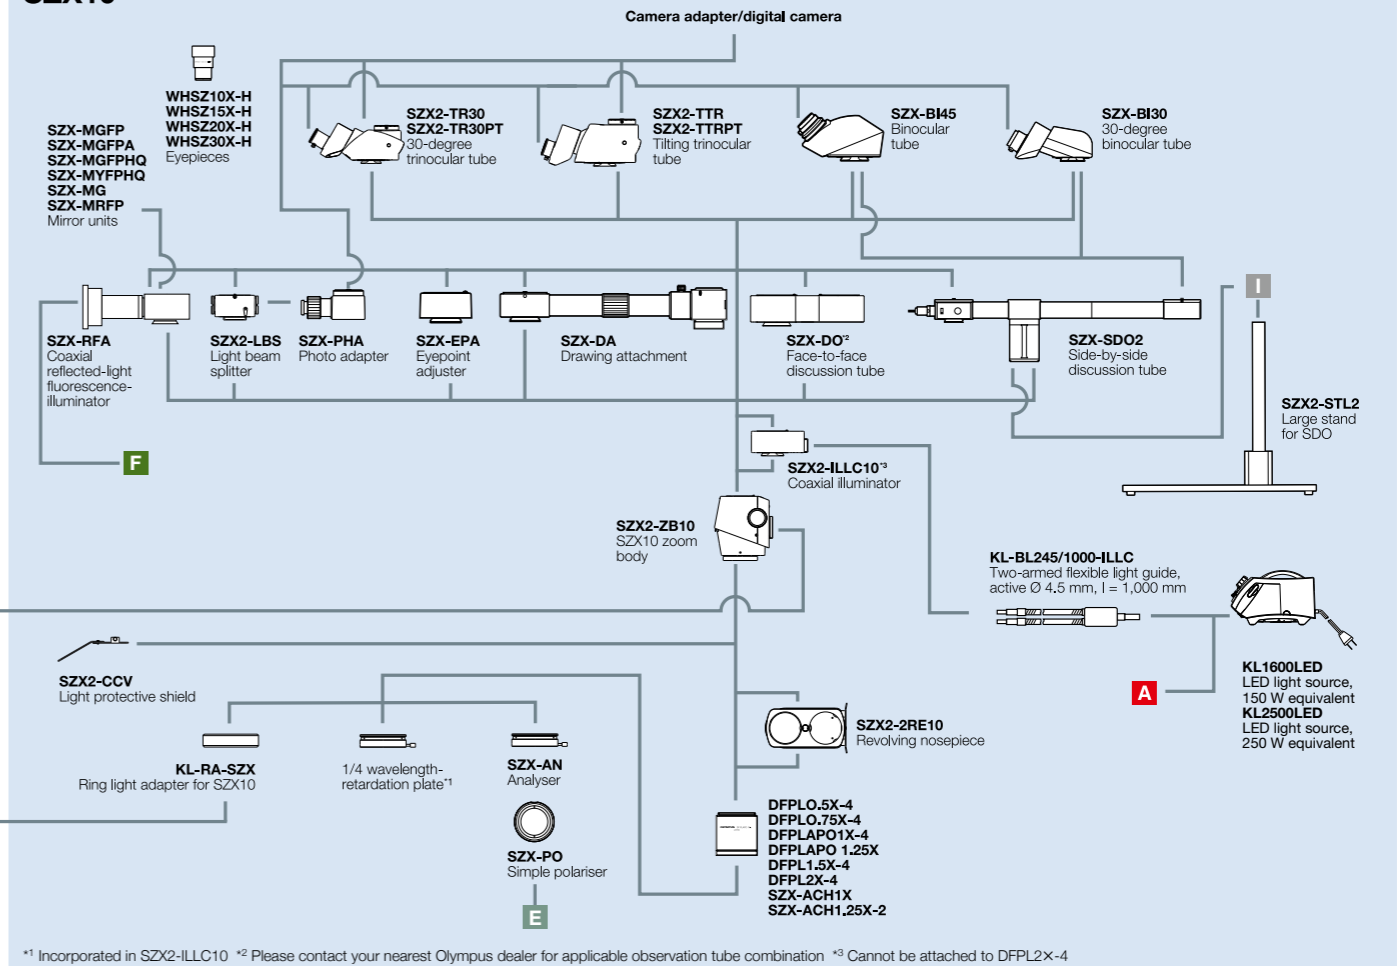 Camera adapter/digital camera
WHSZ10X-H
WHSZ15X-H
WHSZ20X-H
WHSZ30X-H
Eyepieces
SZX-MGFP
SZX-MGFPA
SZX-MGFPHQ
SZX-MYFPHQ
SZX-MG
SZX-MRFP
Mirror units
SZX2-TR30
SZX2-TR30PT
30-degree
trinocular tube
SZX2-TTR
SZX2-TTRPT
Tilting trinocular
tube
SZX-BI45
Binocular
tube
SZX-BI30
30-degree
binocular tube
SZX-RFA
Coaxial
reflected-light
fluorescence-
illuminator
SZX2-LBS
Light beam
splitter
SZX-PHA
Photo adapter
SZX-EPA
Eyepoint
adjuster
SZX-DA
Drawing attachment
SZX-DO*2
Face-to-face
discussion tube
SZX-SDO2
Side-by-side
discussion tube
I
SZX2-STL2
Large stand
for SDO
F
SZX2-ILLC10*3
Coaxial illuminator
SZX2-ZB10
SZX10 zoom
body
KL-BL245/1000-ILLC
Two-armed flexible light guide,
active Ø 4.5 mm, l = 1,000 mm
A
KL1600LED
LED light source,
150 W equivalent
KL2500LED
LED light source,
250 W equivalent
SZX2-CCV
Light protective shield
SZX2-2RE10
Revolving nosepiece
KL-RA-SZX
Ring light adapter for SZX10
1/4 wavelength-
retardation plate*1
SZX-AN
Analyser
SZX-PO
Simple polariser
E
DFPLO.5X-4
DFPLO.75X-4
DFPLAPO1X-4
DFPLAPO 1.25X
DFPL1.5X-4
DFPL2X-4
SZX-ACH1X
SZX-ACH1.25X-2
*1 Incorporated in SZX2-ILLC10 *2 Please contact your nearest Olympus dealer for applicable observation tube combination *3 Cannot be attached to DFPL2×-4